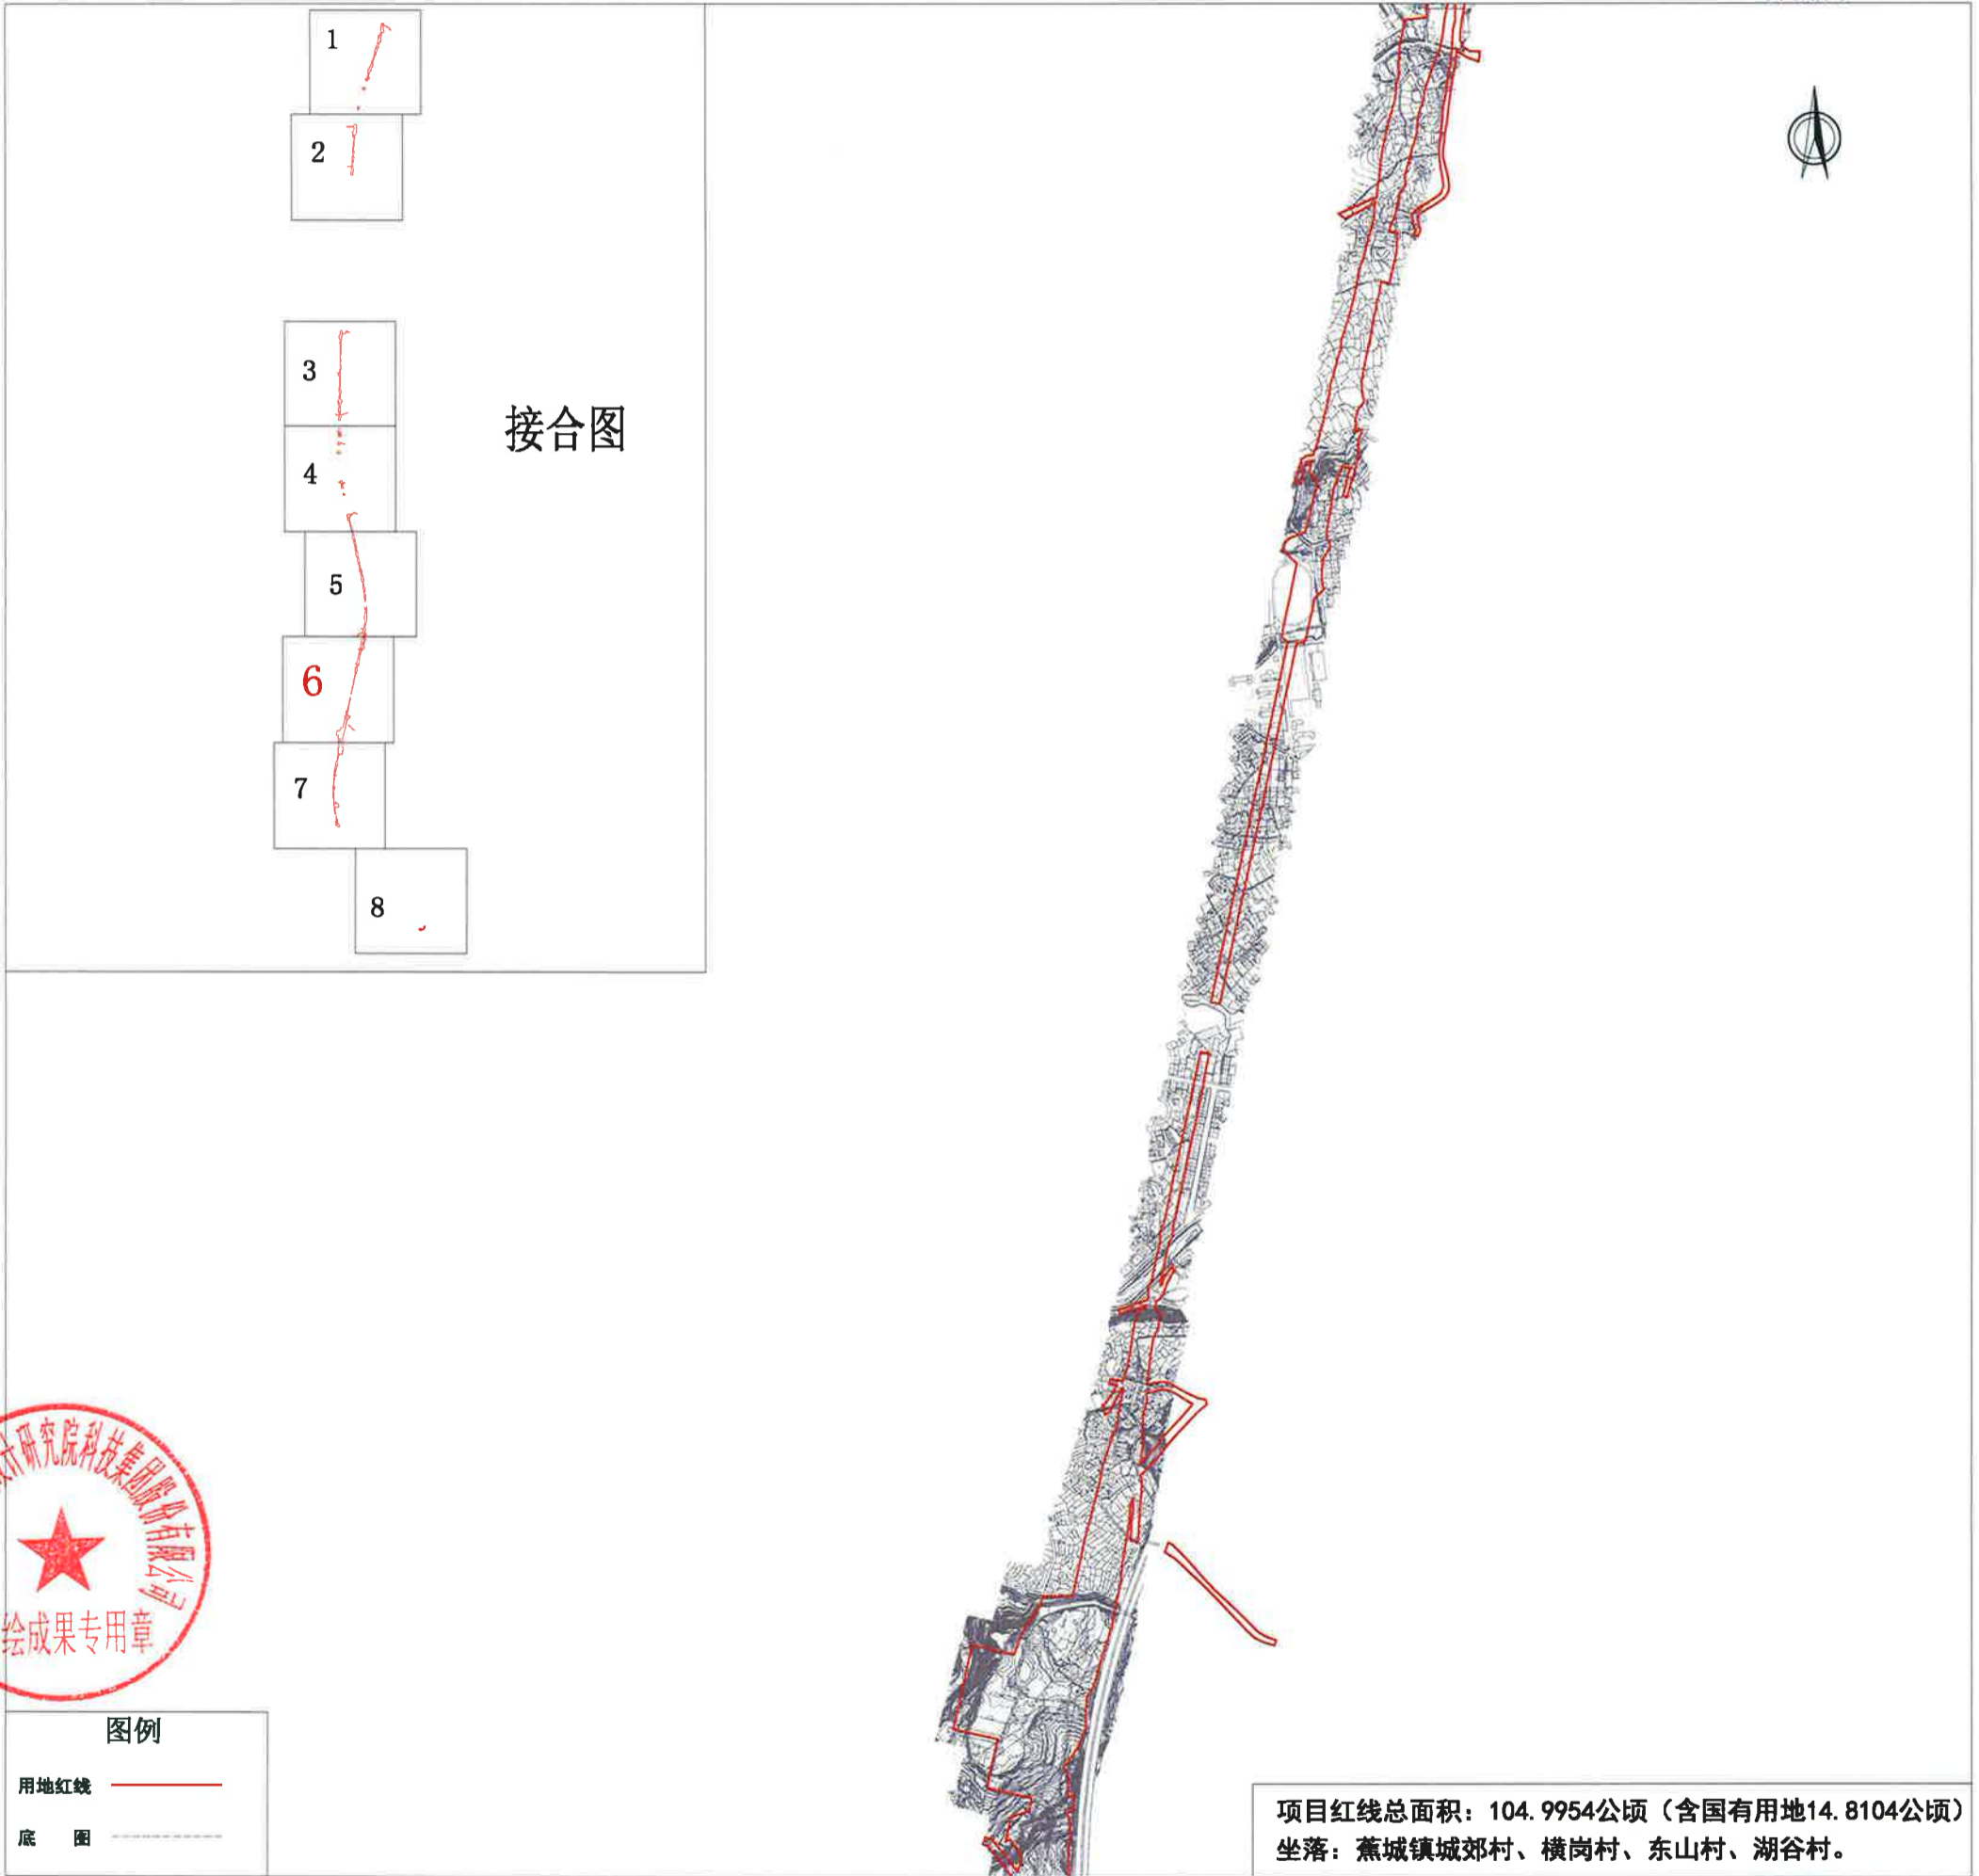 1
2
3
接合图
4
5
6
7
8
研究院科技集团股份有限公司
绘成果专用章
图例
用地红线
底 图
项目红线总面积：104.9954公顷（含国有用地14.8104公顷）
坐落：蕉城镇城郊村、横岗村、东山村、湖谷村。